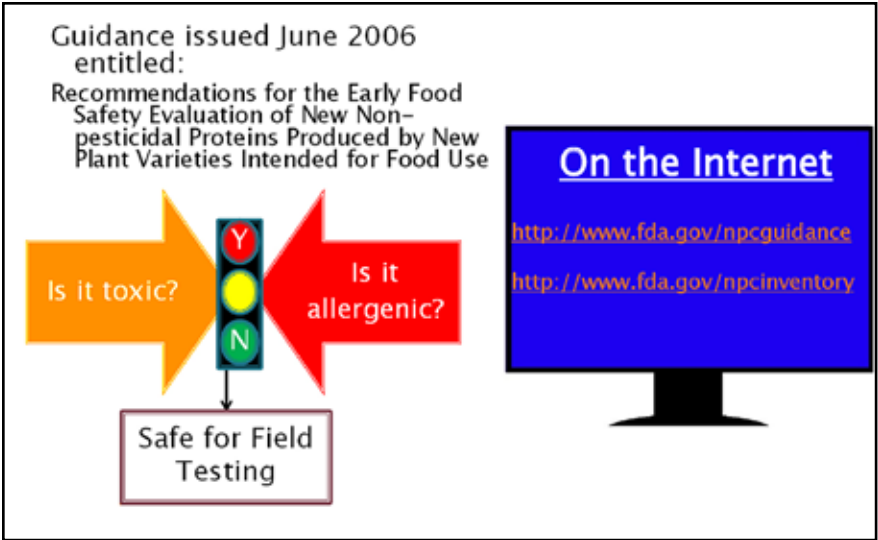 Guidance issued June 2006
entitled:
Recommendations for the Early Food
Safety Evaluation of New Non-
pesticidal Proteins Produced by New
Plant Varieties Intended for Food Use
On the Internet
http://www.fda.gov/npcguidance
http://www.fda.gov/npcinventory
Is it toxic?
Y
N
Is it
allergenic?
Safe for Field
Testing